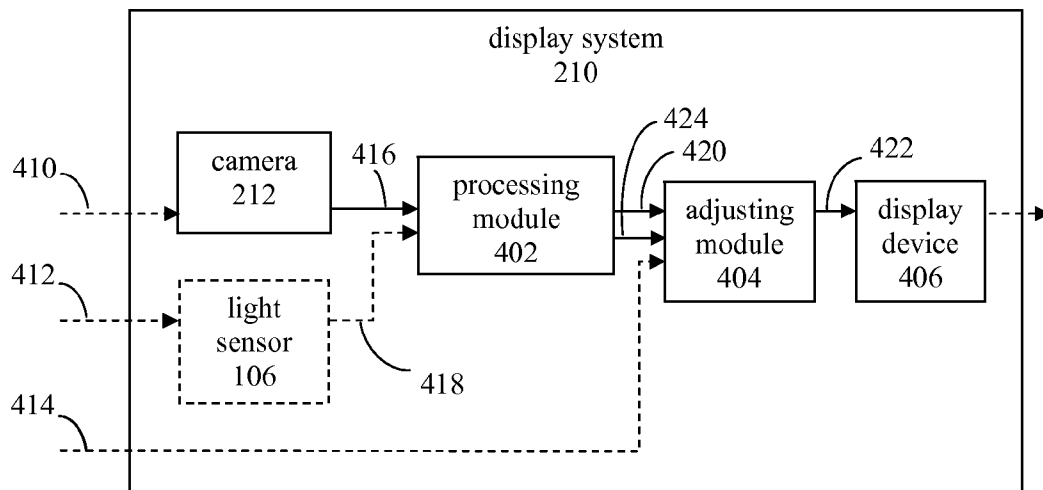 display system
210
424
420
422
416
410
camera
212
processing
module
402
adjusting
module
404
display
device
406
412
light
sensor
106
418
414